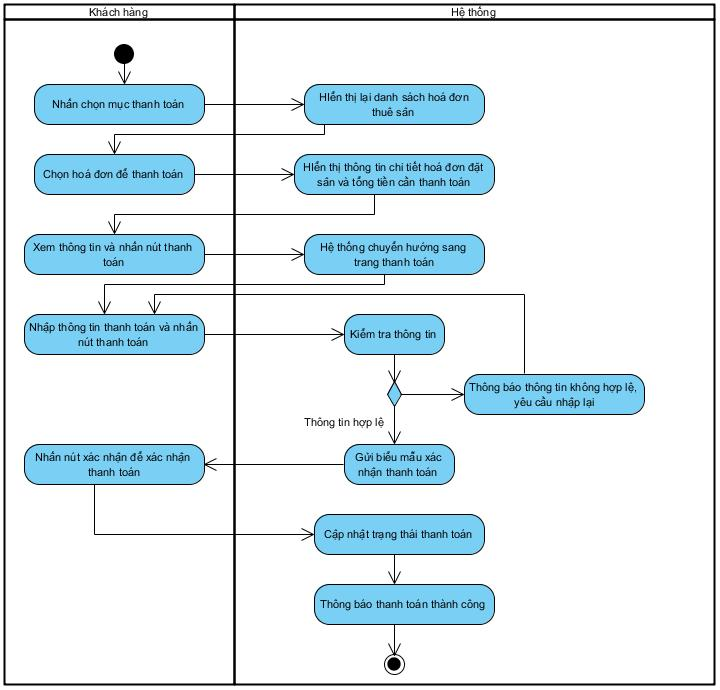 Khách hàng
Hệ thống
Nhấn chọn mục thanh toán
HIển thị lại danh sách hoá đơn
thuê sân
Chọn hoá đơn để thanh toán
HIển thị thông tin chi tiết hoá đơn đặt
sân và tổng tiền cần thanh toán
Xem thông tin và nhấn nút thanh
toán
Hệ thống chuyển hướng sang
trang thanh toán
Nhập thông tin thanh toán và nhấn
nút thanh toán
Kiểm tra thông tin
Thông báo thông tin không hợp lệ,
yêu cầu nhập lại
Thông tin hợp lệ
Nhấn nút xác nhận để xác nhận
thanh toán
Gửi biểu mẫu xác
nhận thanh toán
Cập nhật trạng thái thanh toán
Thông báo thanh toán thành công